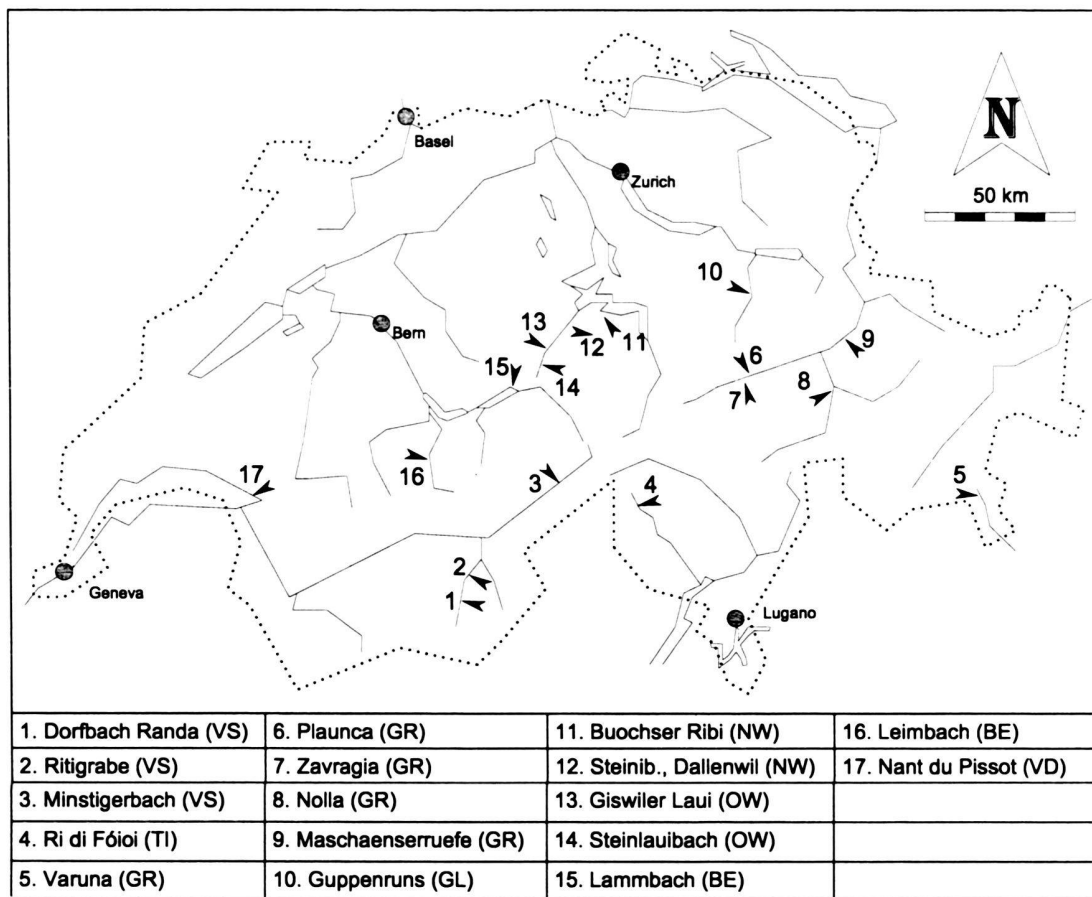 Basel
N
Zurich
50 km
10
13
Bern
12
11
9
15
14
6
7
8
16
17
3
4
5
2
Geneva
1
Lugano
1. Dorfbach Randa (VS)
6. Plaunca (GR)
11. Buochser Ribi (NW)
16. Leimbach (BE)
2. Ritigrabe (VS)
7. Zavragia (GR)
12. Steinib., Dallenwil (NW)
17. Nant du Pissot (VD)
3. Minstigerbach (VS)
8. Nolla (GR)
13. Giswiler Laui (OW)
4. Ri di Fóioi (TI)
9. Maschaenserruefe (GR)
14. Steinlauibach (OW)
5. Varuna (GR)
10. Guppenruns (GL)
15. Lammbach (BE)